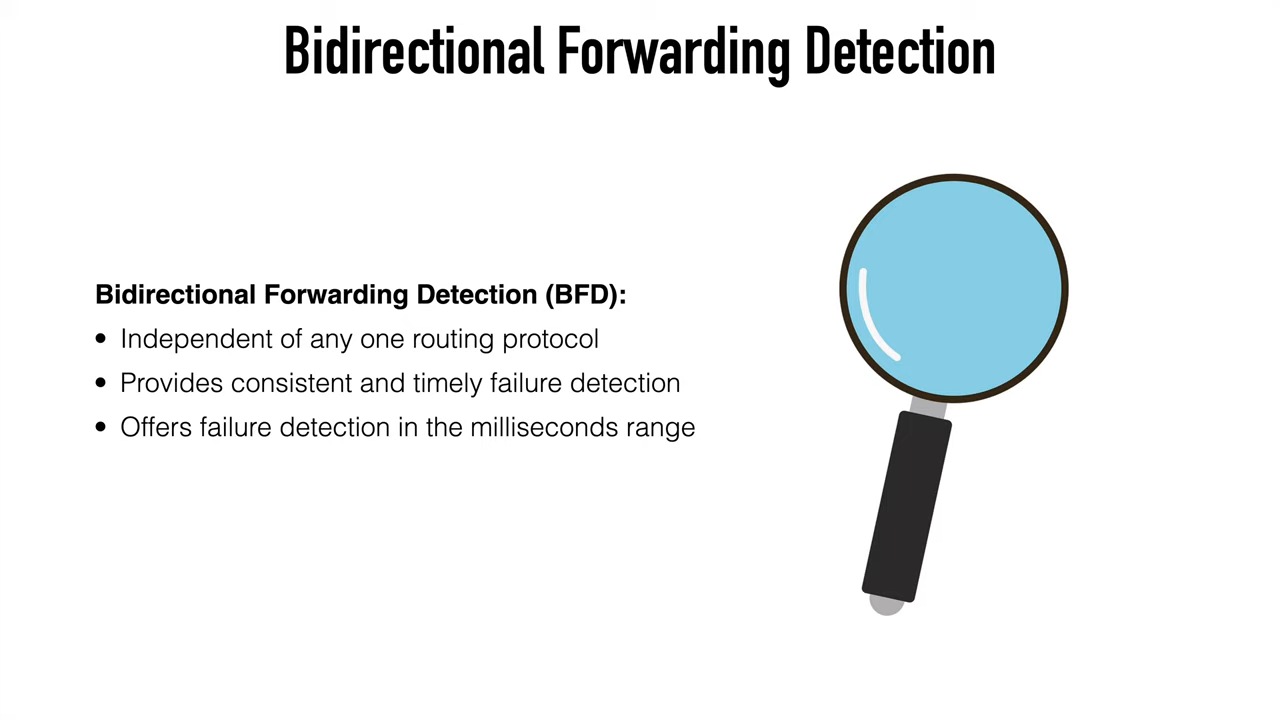 Bidirectional Forwarding Detection
Bidirectional Forwarding Detection (BFD):
• Independent of any one routing protocol
• Provides consistent and timely failure detection
• Offers failure detection in the milliseconds range